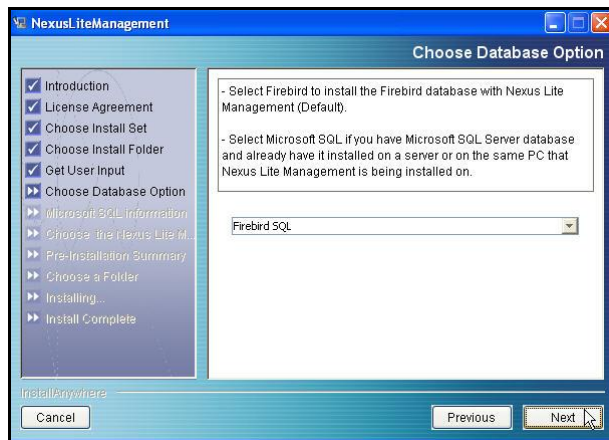 NexusLiteManagement
Choose Database Option
Introduction
License Agreement
Choose Install Set
Choose Install Folder
Get User Input
Choose Database Option
Microsoft SQL Information
Choose the Nexus Lite M...
Pre-Installation Summary
Choose a Folder
Installing...
Install Complete
- Select Firebird to install the Firebird database with Nexus Lite
Management (Default).
- Select Microsoft SQL if you have Microsoft SQL Server database
and already have it installed on a server or on the same PC that
Nexus Lite Management is being installed on.
Firebird SQL
InstallAnywhere
Cancel
Previous
Next